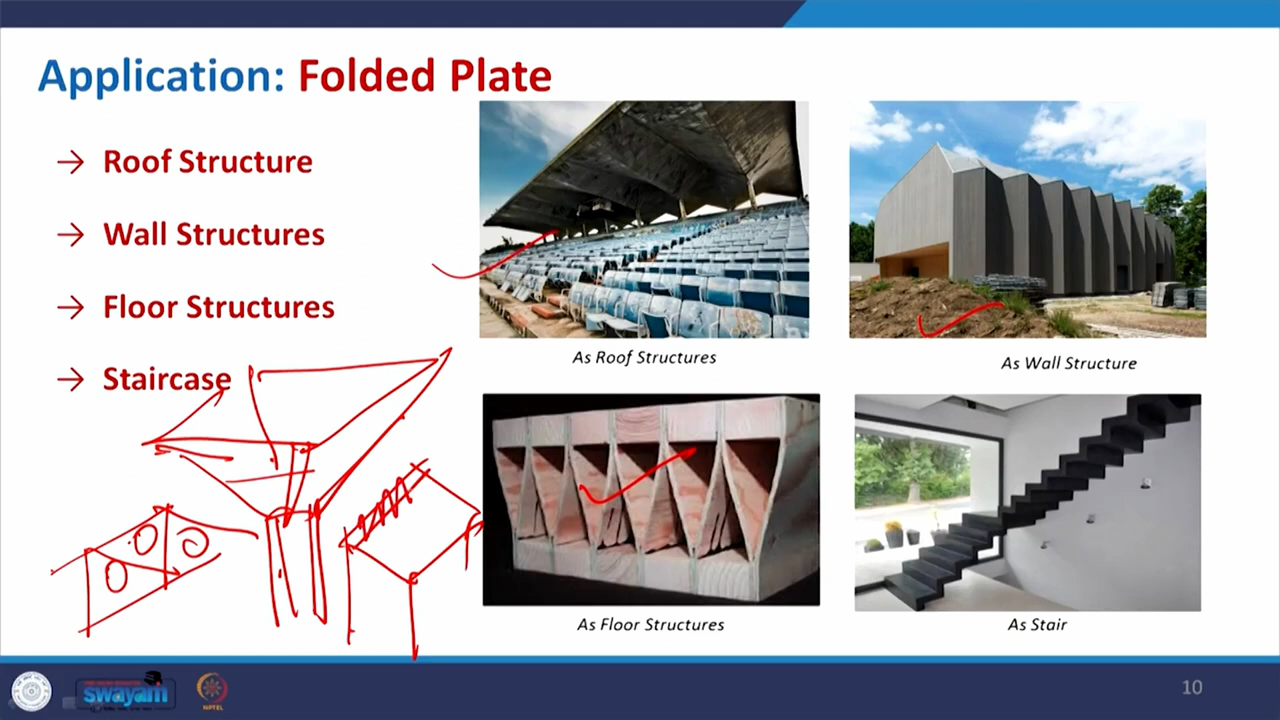 Application: Folded Plate
→ Roof Structure
→ Wall Structures
→ Floor Structures
→ Staircase
As Roof Structures
As Wall Structure
As Floor Structures
As Stair
swayam
NPTEL
10